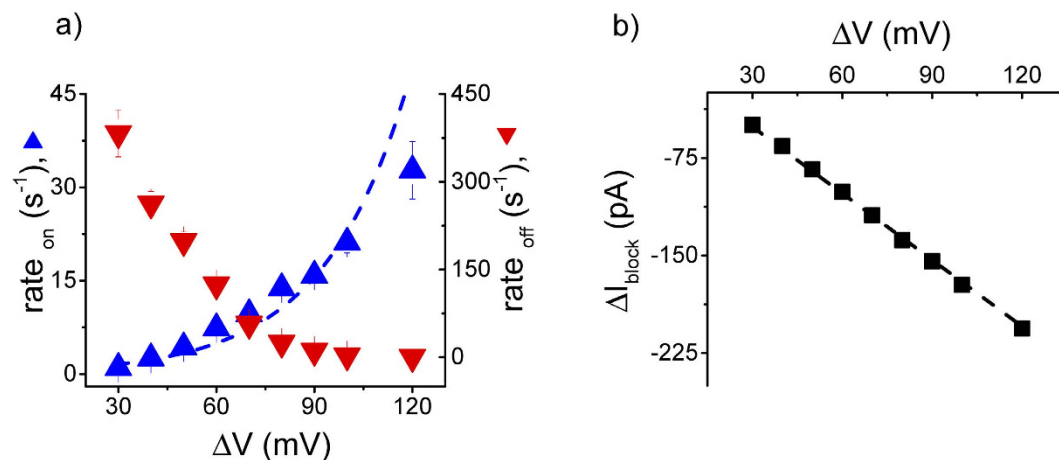 a)
rate on (s⁻¹), ▲
45
30
15
0
450
300
150
0
rate off (s⁻¹), ▼
30 60 90 120
ΔV (mV)
b)
ΔV (mV)
30 60 90 120
-75
-150
-225
ΔI_block (pA)